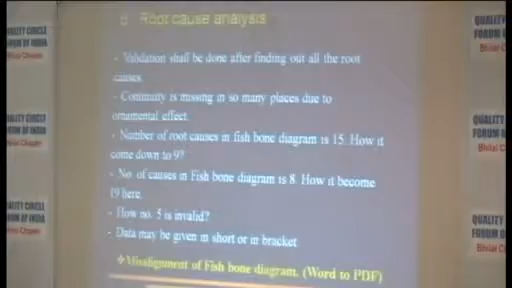 6 Root cause analysis
- Validation shall be done after finding out all the root
causes.
- Continuity is missing in so many places due to
ornamental effect.
- Number of root causes in fish bone diagram is 15. How it
come down to 9?
- No. of causes in Fish bone diagram is 8. How it become
19 here.
- How no. 5 is invalid?
- Data may be given in short or in bracket
❖Misalignment of Fish bone diagram. (Word to PDF)
QUALITY CIRCLE
FORUM OF INDIA
Bhilai Chapter
QUALITY CIRCLE
FORUM OF INDIA
Bhilai Chapter
QUALITY CIRCLE
FORUM OF INDIA
Bhilai Chapter
QUALITY
FORUM OF
Bhilai C
QUALITY
FORUM OF
Bhilai C
QUALITY
FORUM OF
Bhilai C